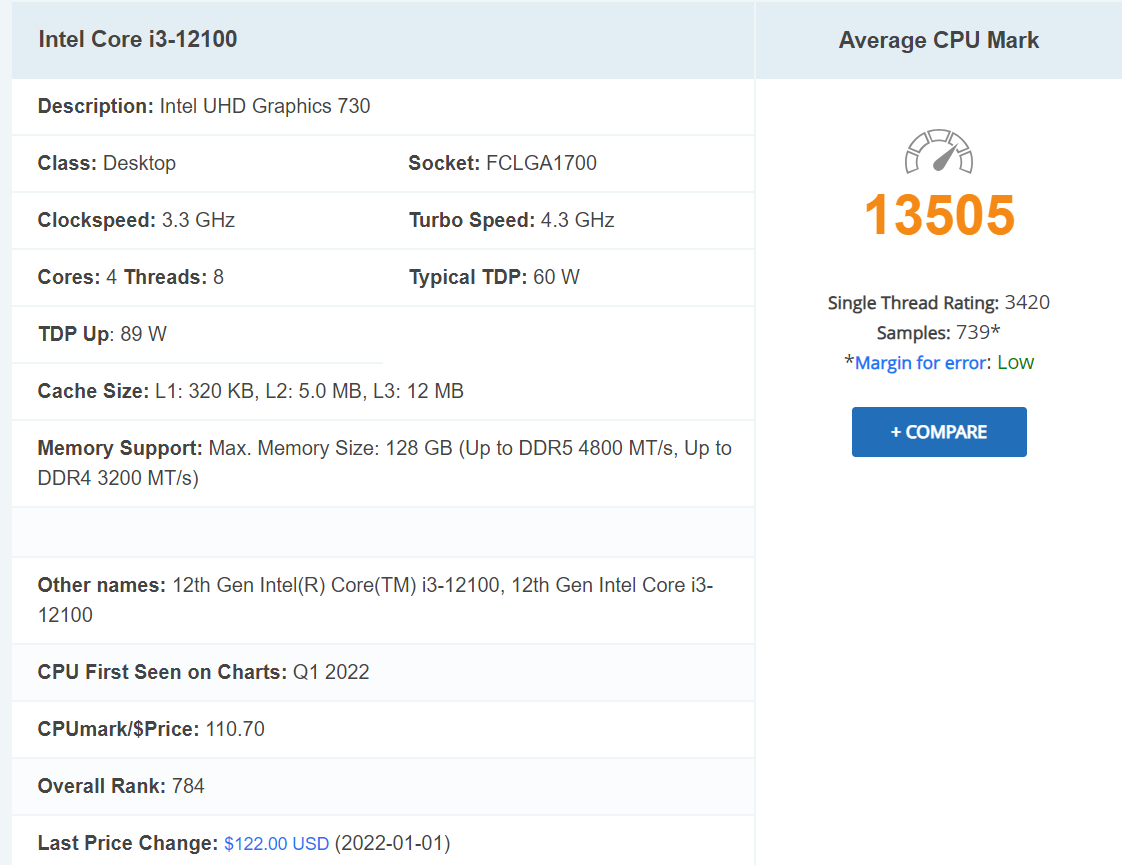 Intel Core i3-12100
Average CPU Mark
Description: Intel UHD Graphics 730
Class: Desktop
Socket: FCLGA1700
Clockspeed: 3.3 GHz
Turbo Speed: 4.3 GHz
Cores: 4 Threads: 8
Typical TDP: 60 W
TDP Up: 89 W
Cache Size: L1: 320 KB, L2: 5.0 MB, L3: 12 MB
Memory Support: Max. Memory Size: 128 GB (Up to DDR5 4800 MT/s, Up to
DDR4 3200 MT/s)
Other names: 12th Gen Intel(R) Core(TM) i3-12100, 12th Gen Intel Core i3-
12100
CPU First Seen on Charts: Q1 2022
CPUmark/$Price: 110.70
Overall Rank: 784
Last Price Change: $122.00 USD (2022-01-01)
13505
Single Thread Rating: 3420
Samples: 739*
*Margin for error: Low
+ COMPARE